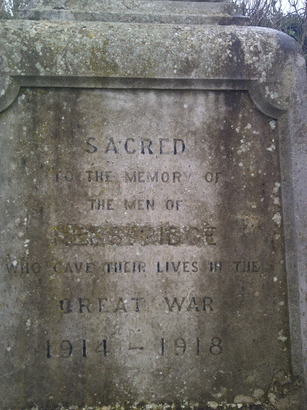 SACRED
TO THE MEMORY OF
THE MEN OF
WHO GAVE THEIR LIVES IN THE
GREAT WAR
1914 – 1918